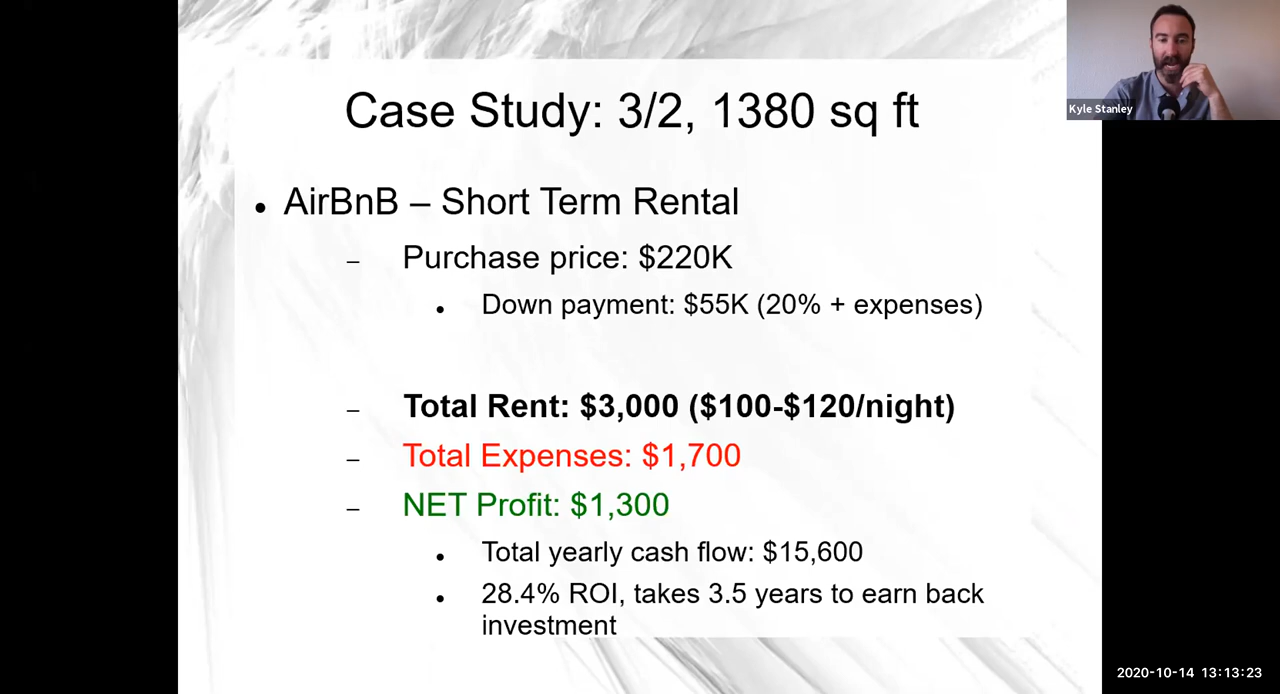 Kyle Stanley
Case Study: 3/2, 1380 sq ft
● AirBnB – Short Term Rental
– Purchase price: $220K
● Down payment: $55K (20% + expenses)
– Total Rent: $3,000 ($100-$120/night)
– Total Expenses: $1,700
– NET Profit: $1,300
● Total yearly cash flow: $15,600
● 28.4% ROI, takes 3.5 years to earn back
investment
2020-10-14 13:13:23